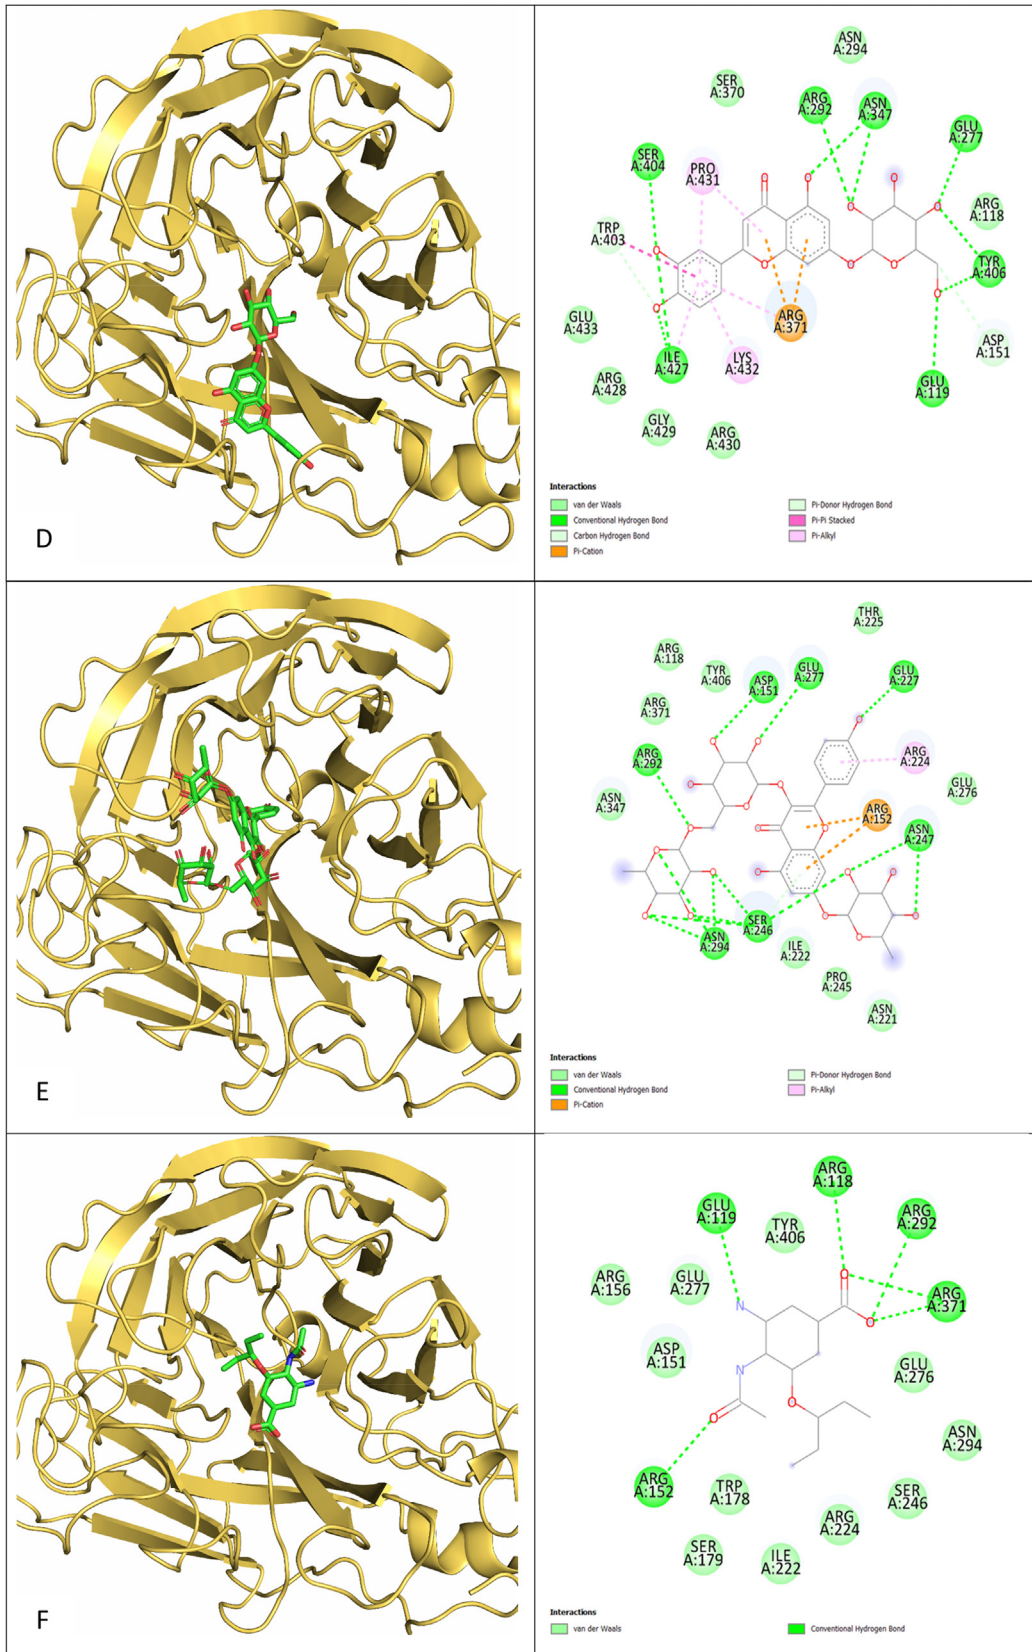 ASN
A:294
SER
A:370
ARG
A:292
ASN
A:347
GLU
A:277
SER
A:404
PRO
A:431
ARG
A:118
TRP
A:403
TYR
A:406
GLU
A:433
ARG
A:371
ASP
A:151
ILE
A:427
LYS
A:432
ARG
A:428
GLU
A:119
GLY
A:429
ARG
A:430
O
O
O
O
O
O
O
O
O
O
O
Interactions
van der Waals
Conventional Hydrogen Bond
Carbon Hydrogen Bond
Pi-Cation
Pi-Donor Hydrogen Bond
Pi-Pi Stacked
Pi-Alkyl
D
THR
A:225
ARG
A:118
TYR
A:406
ASP
A:151
GLU
A:277
GLU
A:227
ARG
A:371
ARG
A:292
ARG
A:224
ASN
A:347
GLU
A:276
ARG
A:152
ASN
A:247
SER
A:246
ASN
A:294
ILE
A:222
PRO
A:245
ASN
A:221
Interactions
van der Waals
Conventional Hydrogen Bond
Pi-Cation
Pi-Donor Hydrogen Bond
Pi-Alkyl
E
ARG
A:118
GLU
A:119
TYR
A:406
ARG
A:292
ARG
A:156
GLU
A:277
ARG
A:371
ASP
A:151
GLU
A:276
ASN
A:294
ARG
A:152
TRP
A:178
SER
A:246
ARG
A:224
SER
A:179
ILE
A:222
O
O
N
N
O
O
Interactions
van der Waals
Conventional Hydrogen Bond
F